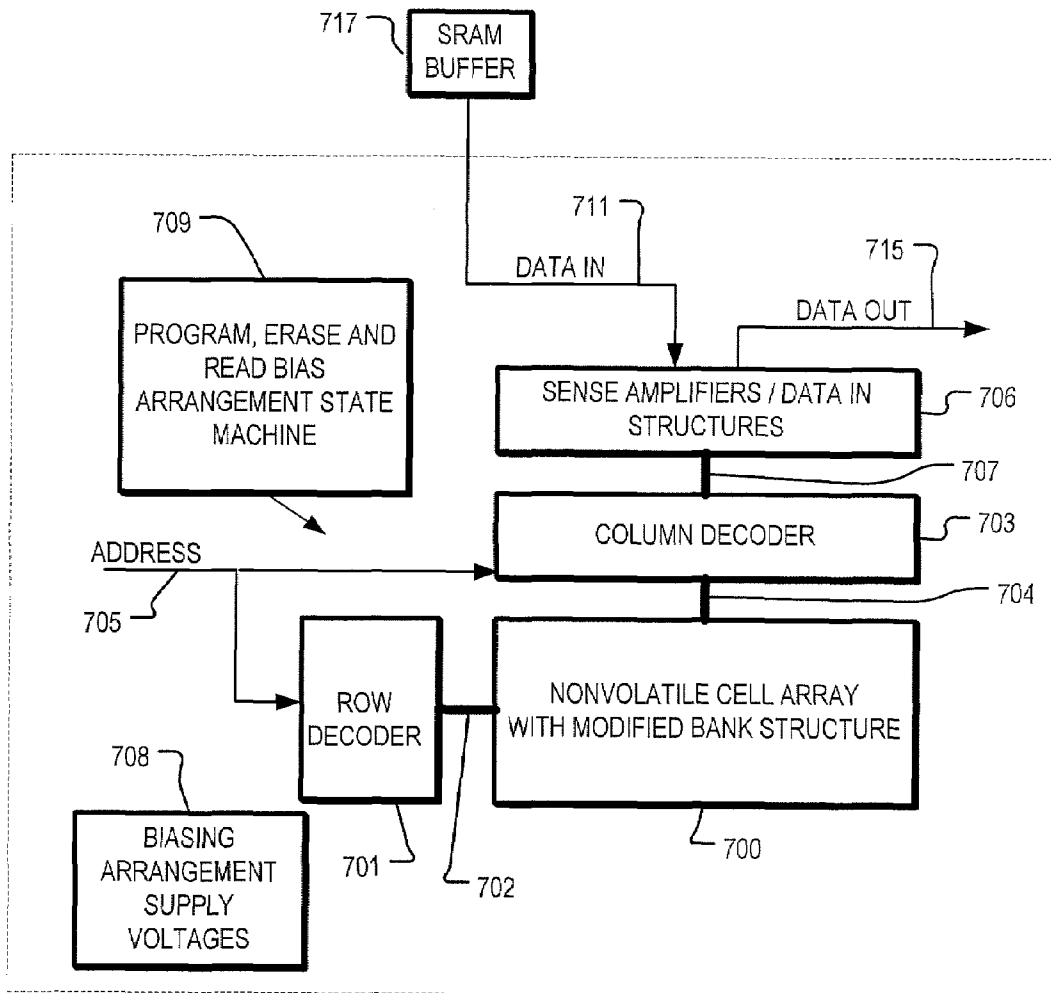 717
SRAM
BUFFER
709
711
715
DATA IN
DATA OUT
PROGRAM, ERASE AND
READ BIAS
ARRANGEMENT STATE
MACHINE
SENSE AMPLIFIERS / DATA IN
STRUCTURES
706
707
COLUMN DECODER
703
ADDRESS
705
704
ROW
DECODER
NONVOLATILE CELL ARRAY
WITH MODIFIED BANK STRUCTURE
708
BIASING
ARRANGEMENT
SUPPLY
VOLTAGES
701
702
700